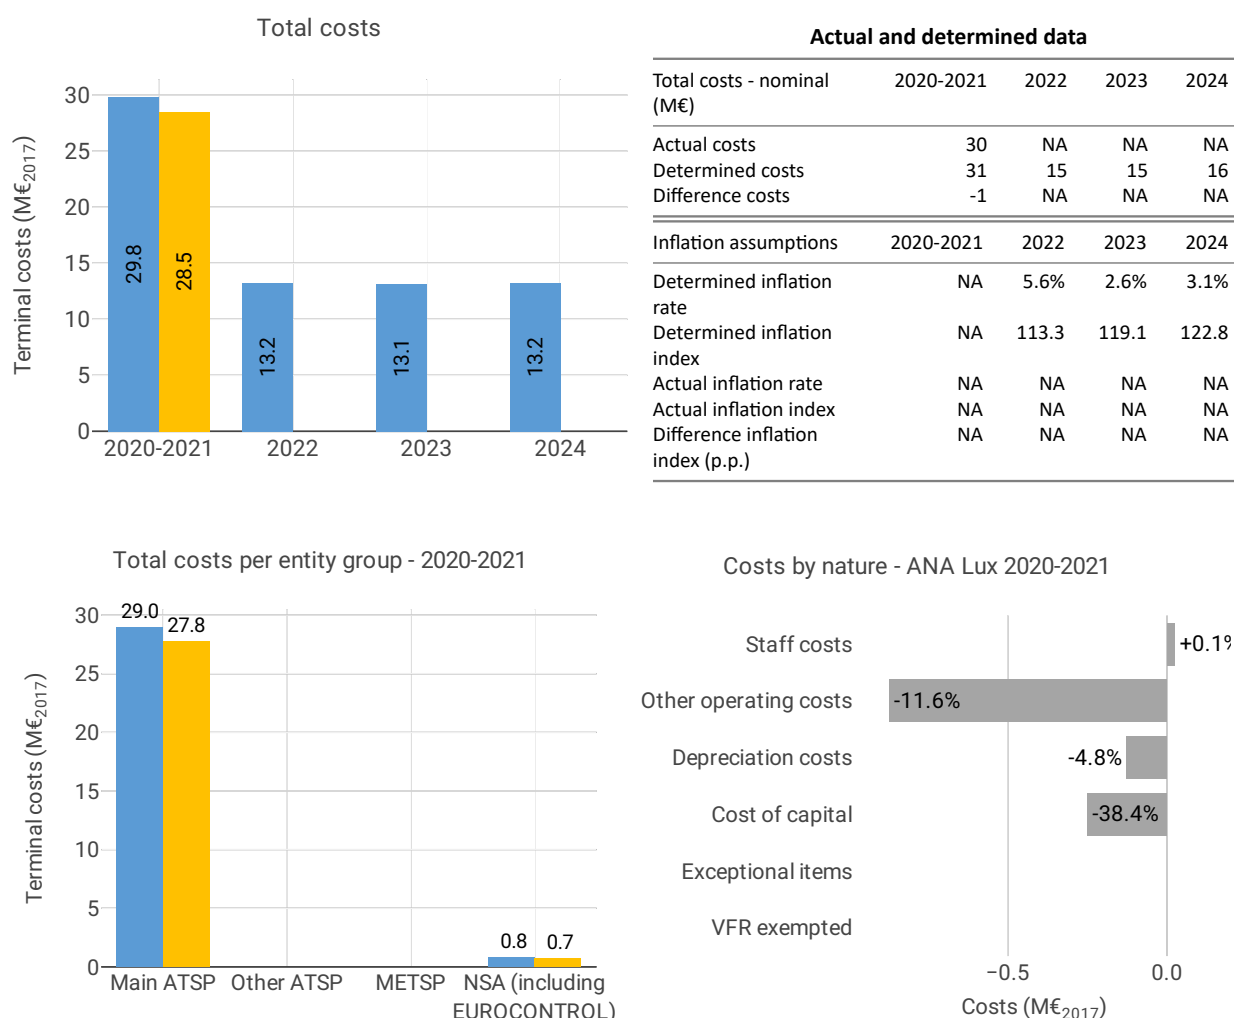 Total costs
Terminal costs (M€2017)
30
25
20
15
10
5
0
29.8
28.5
13.2
13.1
13.2
2020-2021
2022
2023
2024
Actual and determined data
Total costs - nominal 2020-2021 2022 2023 2024
(M€)
Actual costs 30 NA NA NA
Determined costs 31 15 15 16
Difference costs -1 NA NA NA
Inflation assumptions 2020-2021 2022 2023 2024
Determined inflation NA 5.6% 2.6% 3.1%
rate
Determined inflation NA 113.3 119.1 122.8
index
Actual inflation rate NA NA NA NA
Actual inflation index NA NA NA NA
Difference inflation NA NA NA NA
index (p.p.)
Total costs per entity group - 2020-2021
Terminal costs (M€2017)
30
25
20
15
10
5
0
29.0
27.8
0.8
0.7
Main ATSP
Other ATSP
METSP
NSA (including
EUROCONTROL)
Costs by nature - ANA Lux 2020-2021
Staff costs +0.1%
Other operating costs -11.6%
Depreciation costs -4.8%
Cost of capital -38.4%
Exceptional items
VFR exempted
−0.5 0.0
Costs (M€2017)